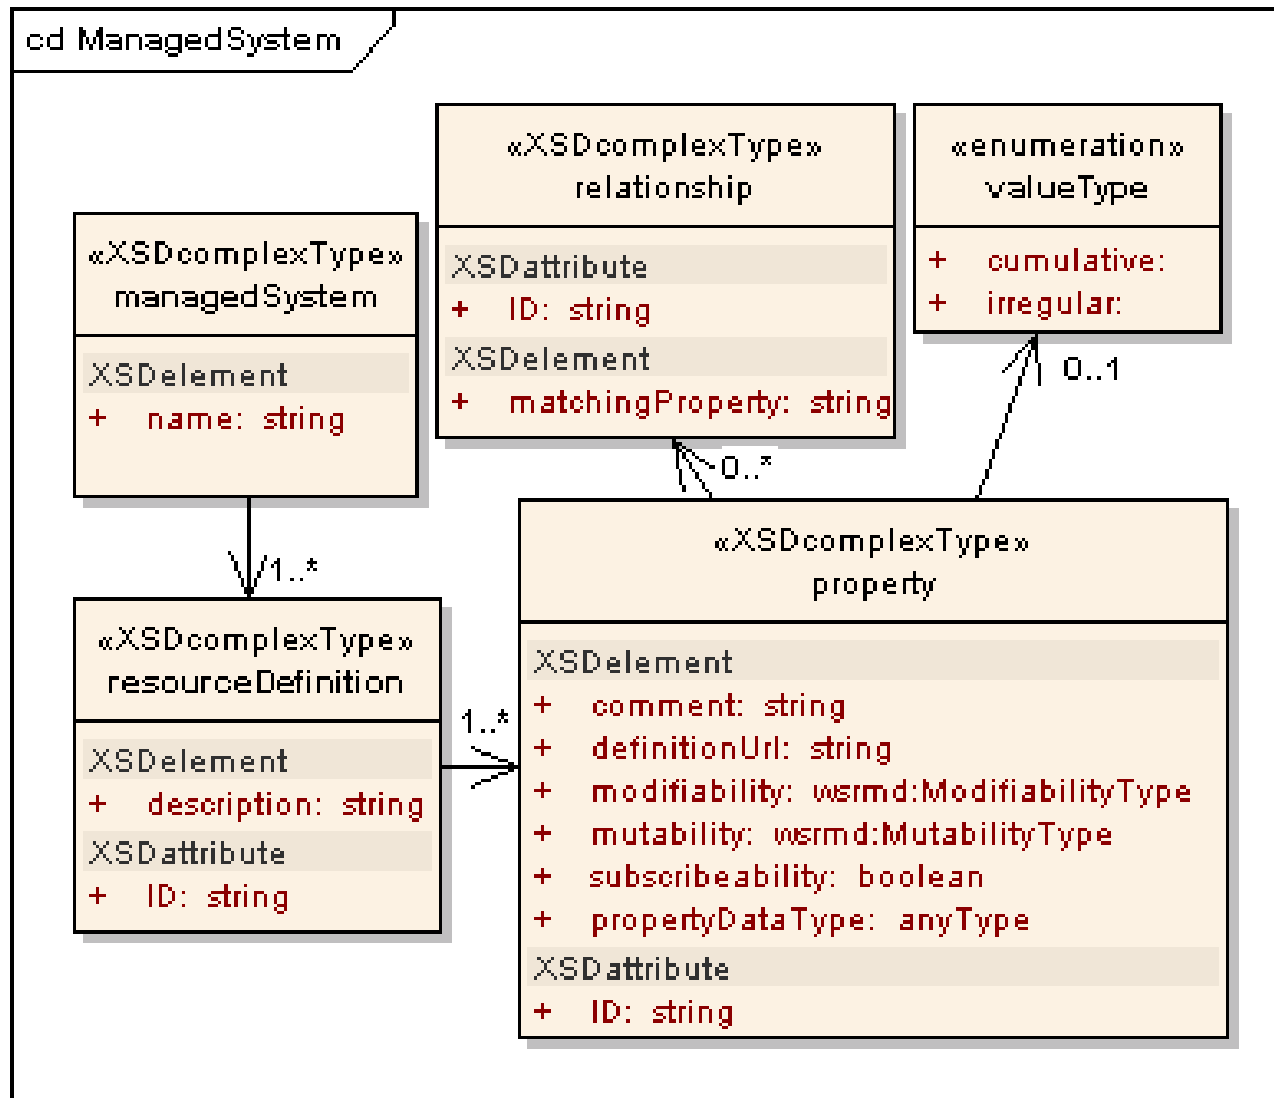 cd ManagedSystem
«XSDcomplexType»
managedSystem
XSDelement
+ name: string
«XSDcomplexType»
relationship
XSDattribute
+ ID: string
XSDelement
+ matchingProperty: string
«enumeration»
valueType
+ cumulative:
+ irregular:
0..1
0..*
1..*
«XSDcomplexType»
resourceDefinition
XSDelement
+ description: string
XSDattribute
+ ID: string
1..*
«XSDcomplexType»
property
XSDelement
+ comment: string
+ definitionUrl: string
+ modifiability: wsrmd:ModifiabilityType
+ mutability: wsrmd:MutabilityType
+ subscribeability: boolean
+ propertyDataType: anyType
XSDattribute
+ ID: string